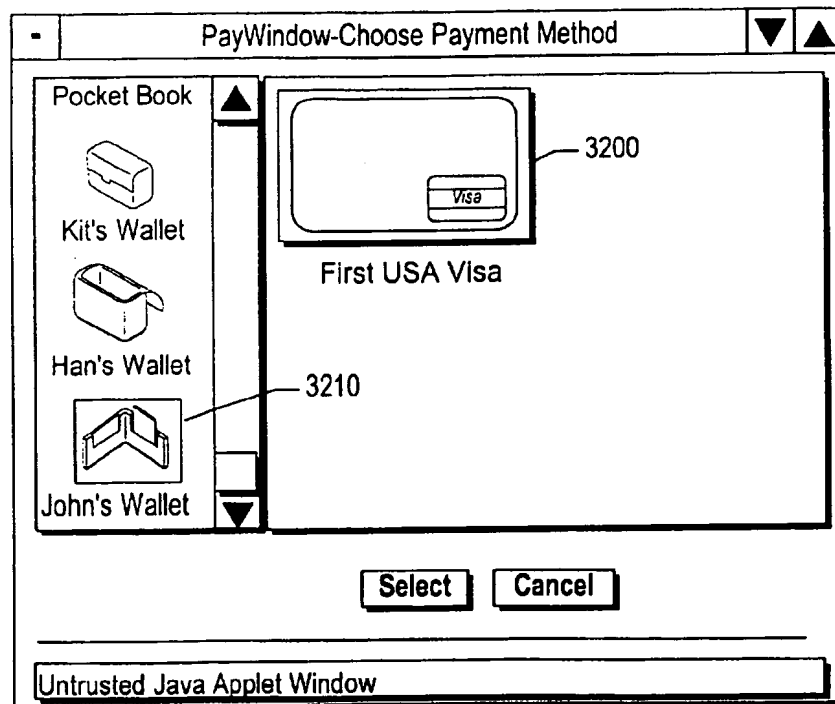 PayWindow-Choose Payment Method
Pocket Book
Kit's Wallet
Han's Wallet
John's Wallet
3210
Visa
3200
First USA Visa
Select
Cancel
Untrusted Java Applet Window